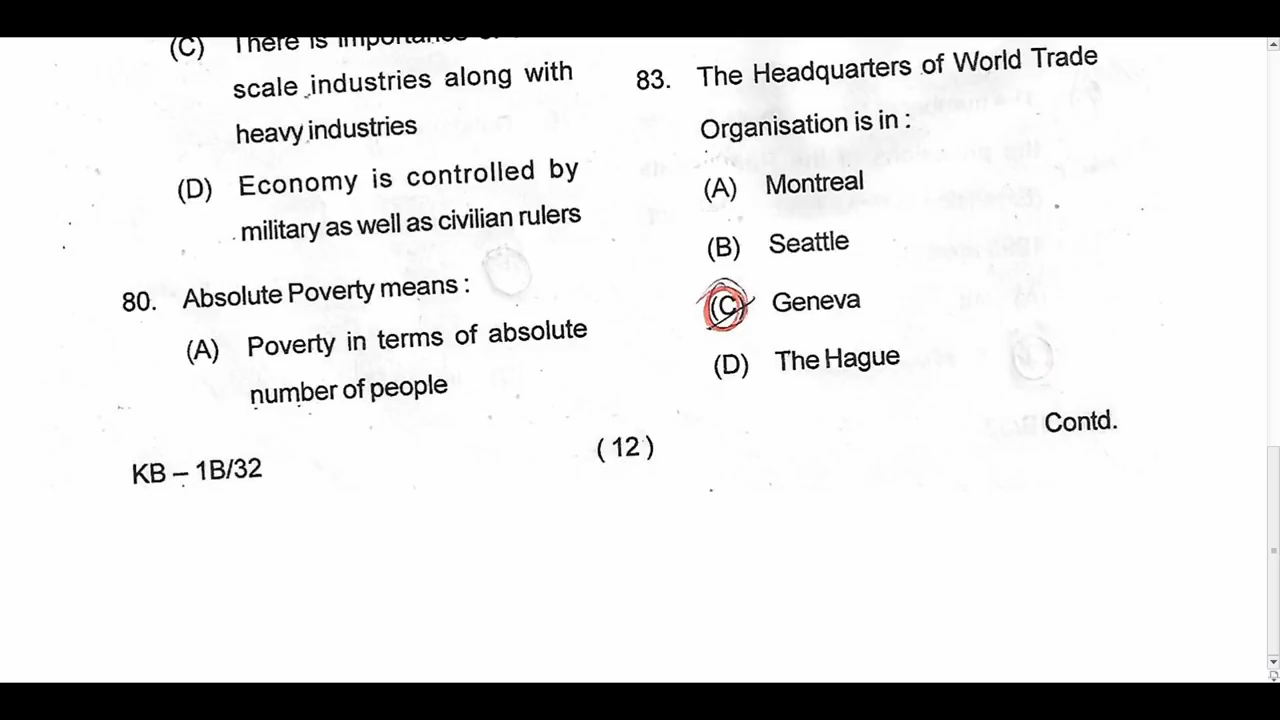 (C) There is
scale industries along with
heavy industries
(D) Economy is controlled by
military as well as civilian rulers
80. Absolute Poverty means :
(A) Poverty in terms of absolute
number of people
KB – 1B/32
(12)
83. The Headquarters of World Trade
Organisation is in :
(A) Montreal
(B) Seattle
(C) Geneva
(D) The Hague
Contd.